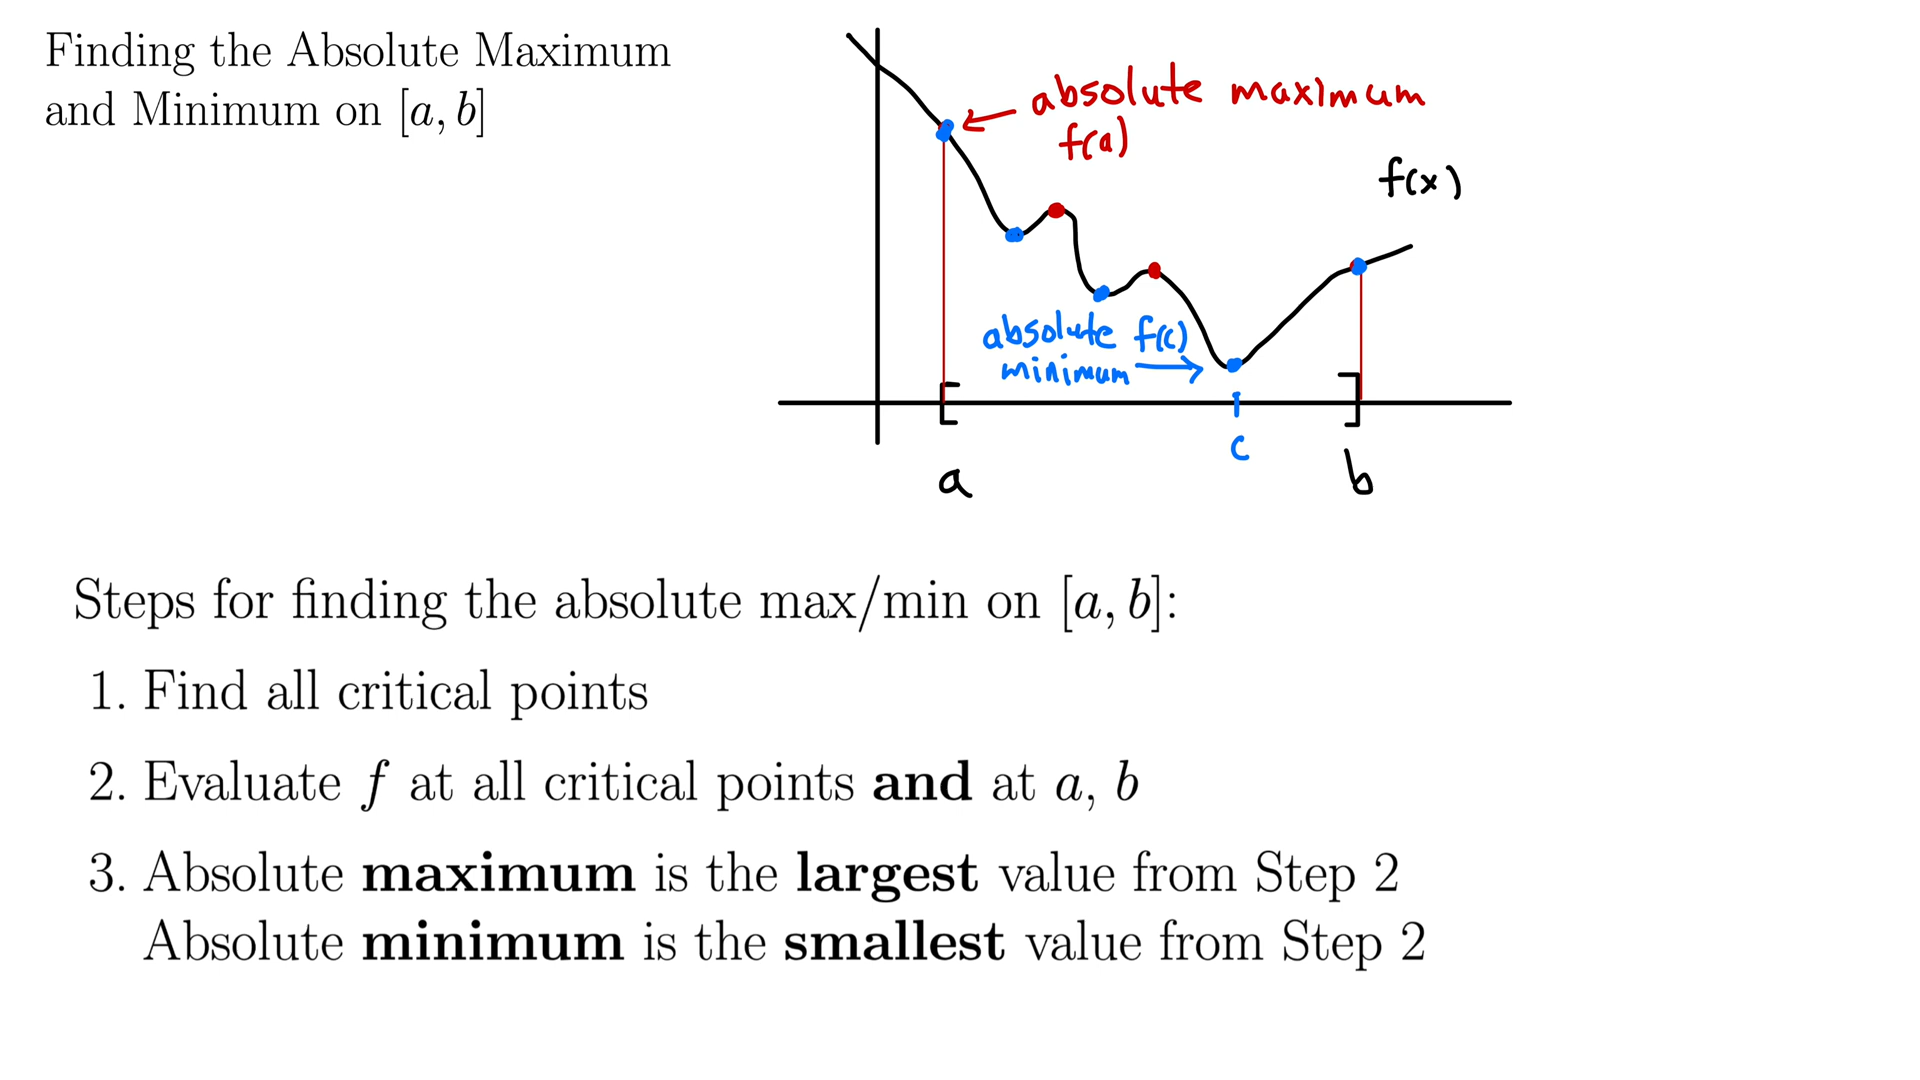 Finding the Absolute Maximum
and Minimum on [a, b]
absolute maximum
f(a)
f(x)
absolute f(c)
minimum
[
]
c
a
b
Steps for finding the absolute max/min on [a, b]:
1. Find all critical points
2. Evaluate f at all critical points and at a, b
3. Absolute maximum is the largest value from Step 2
Absolute minimum is the smallest value from Step 2